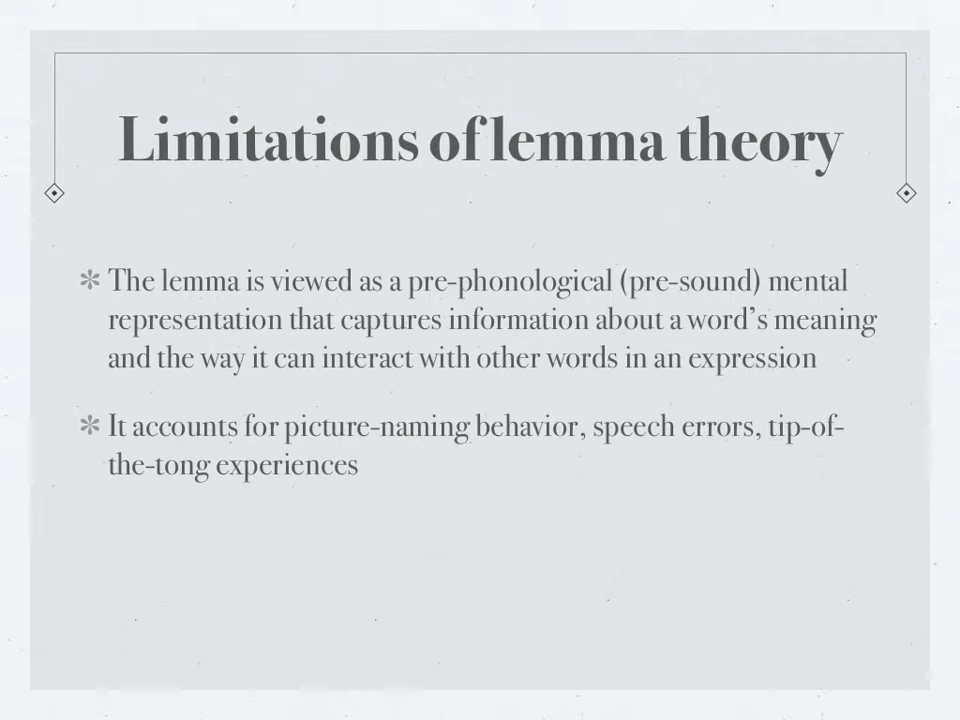 Limitations of lemma theory
✻ The lemma is viewed as a pre-phonological (pre-sound) mental
representation that captures information about a word’s meaning
and the way it can interact with other words in an expression
✻ It accounts for picture-naming behavior, speech errors, tip-of-
the-tong experiences